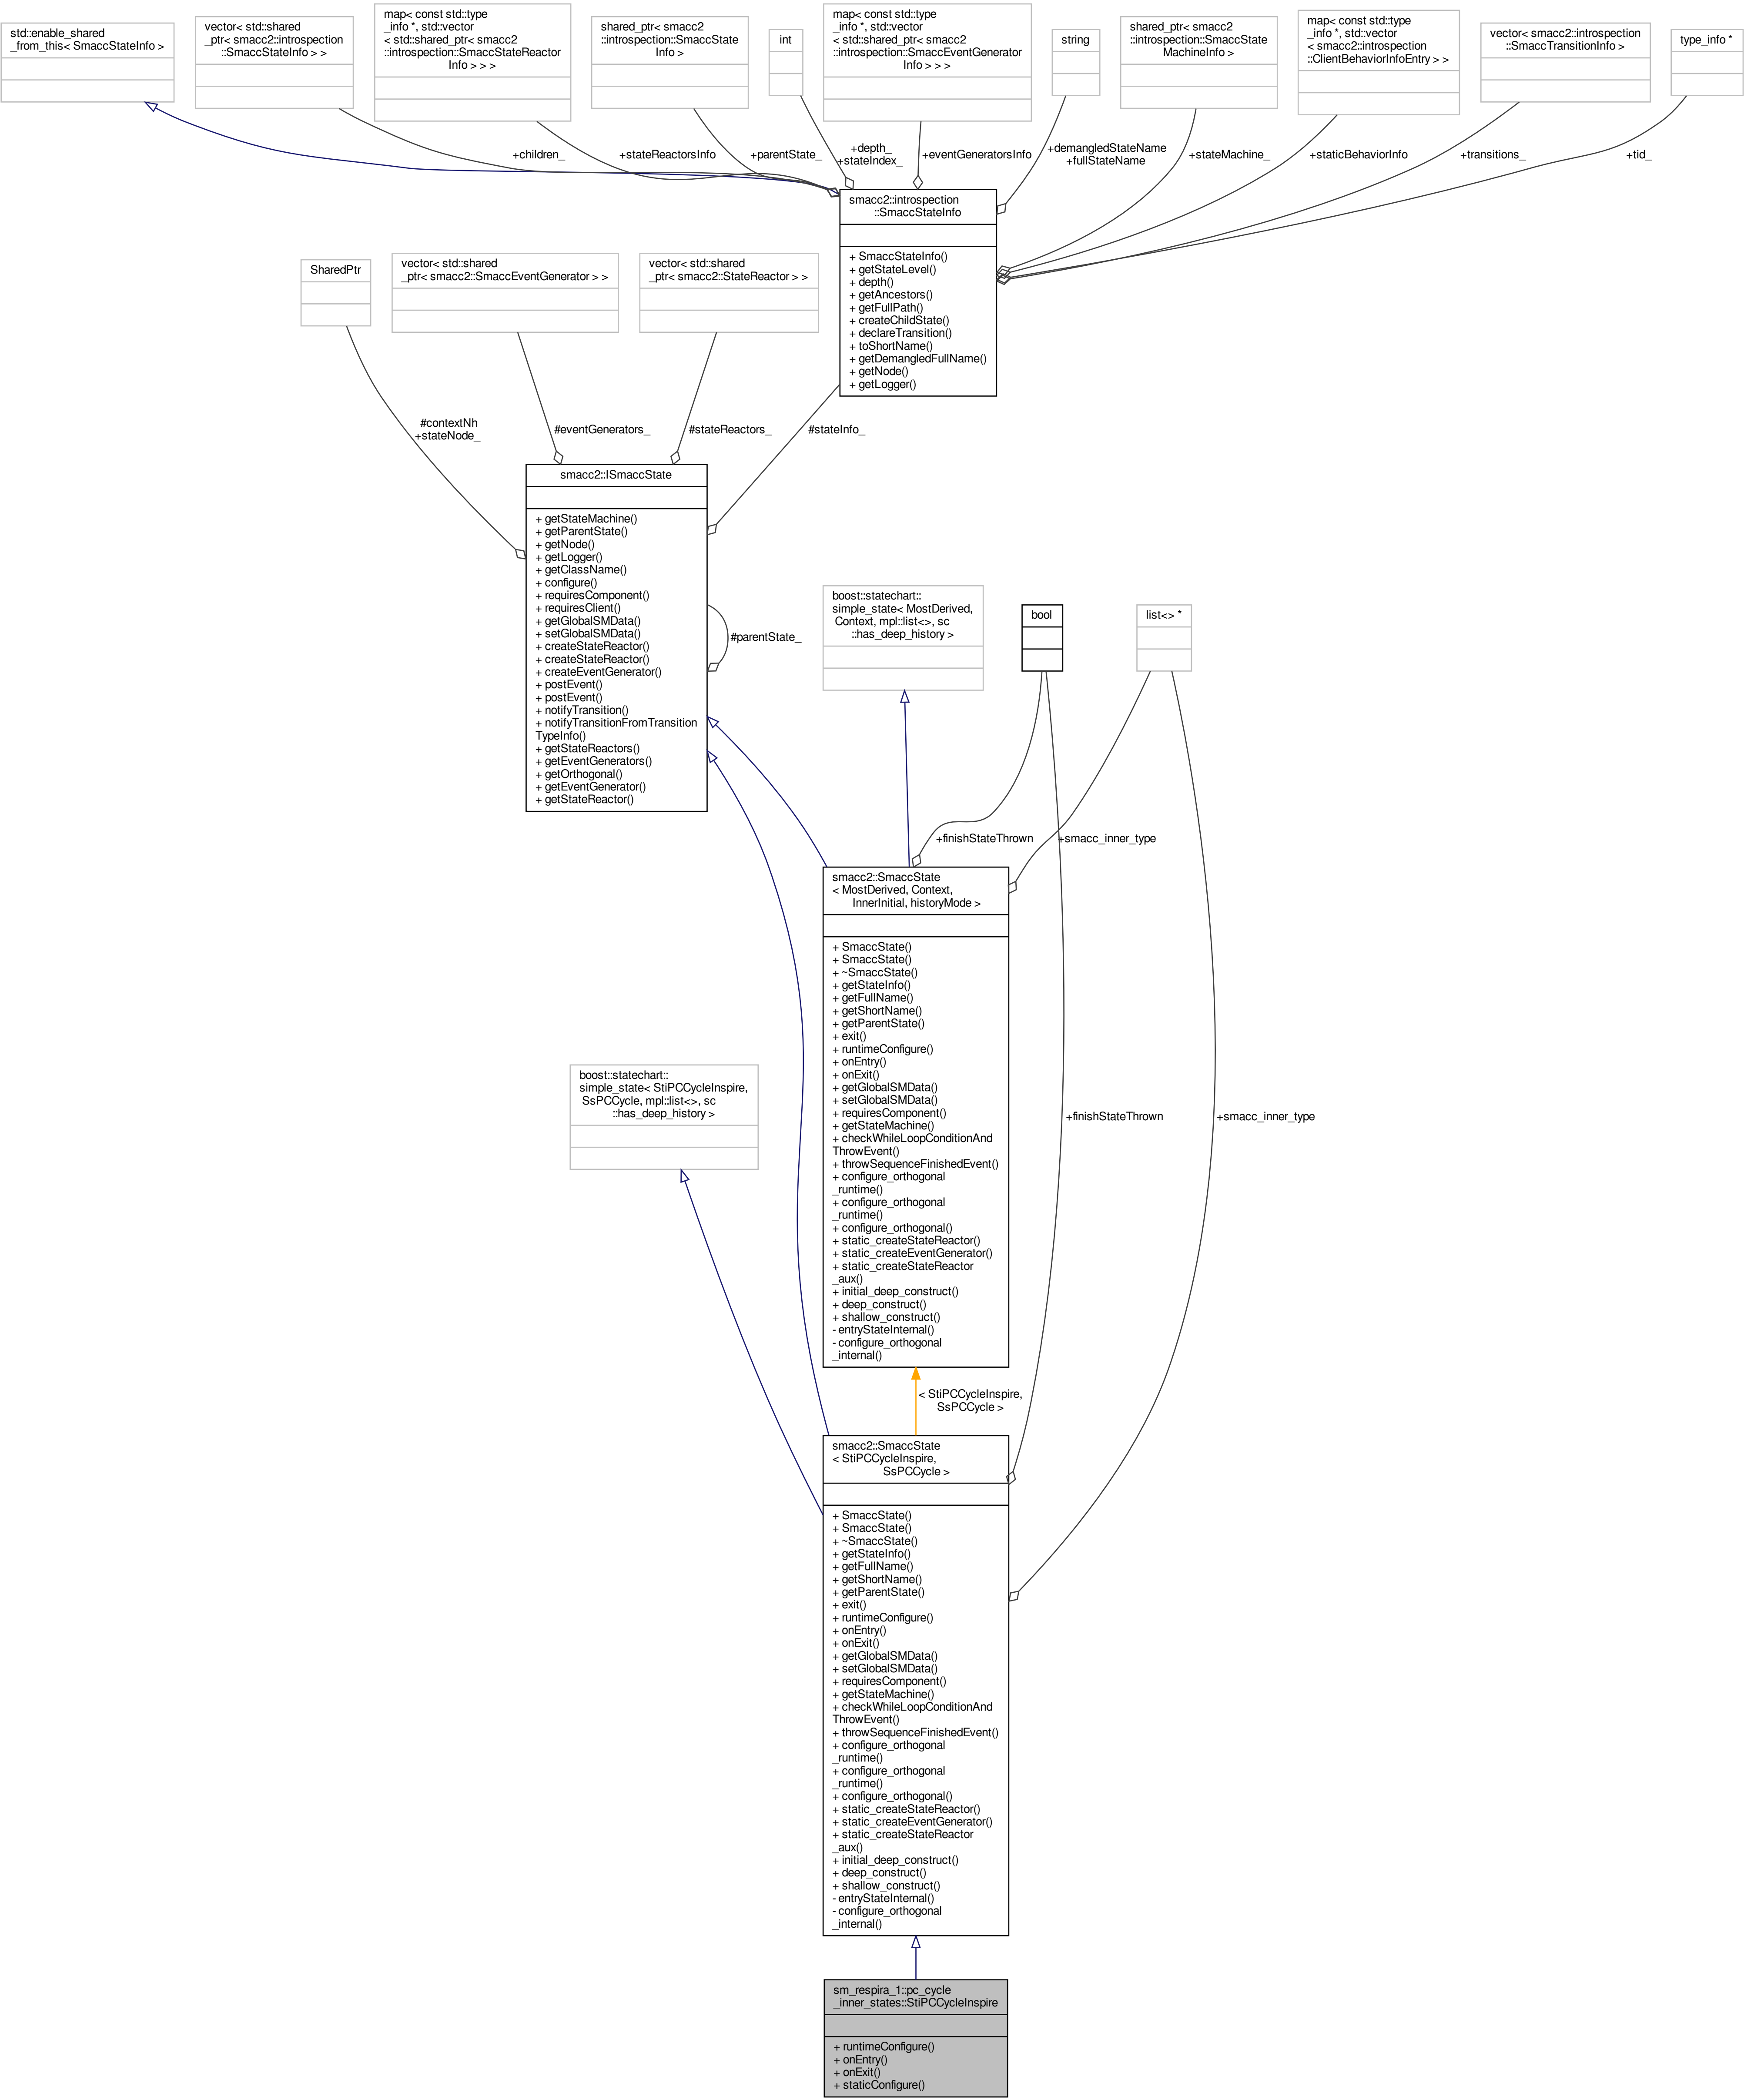 std::enable_shared
_from_this< SmaccStateInfo >
vector< std::shared
_ptr< smacc2::introspection
::SmaccStateInfo > >
map< const std::type
_info *, std::vector
< std::shared_ptr< smacc2
::introspection::SmaccStateReactor
Info > > >
shared_ptr< smacc2
::introspection::SmaccState
Info >
int
map< const std::type
_info *, std::vector
< std::shared_ptr< smacc2
::introspection::SmaccEventGenerator
Info > > >
string
shared_ptr< smacc2
::introspection::SmaccState
MachineInfo >
map< const std::type
_info *, std::vector
< smacc2::introspection
::ClientBehaviorInfoEntry > >
vector< smacc2::introspection
::SmaccTransitionInfo >
type_info *
+children_
+stateReactorsInfo
+parentState_
+depth_
+stateIndex_
+eventGeneratorsInfo
+demangledStateName
+fullStateName
+stateMachine_
+staticBehaviorInfo
+transitions_
+tid_
smacc2::introspection
::SmaccStateInfo
+ SmaccStateInfo()
+ getStateLevel()
+ depth()
+ getAncestors()
+ getFullPath()
+ createChildState()
+ declareTransition()
+ toShortName()
+ getDemangledFullName()
+ getNode()
+ getLogger()
SharedPtr
vector< std::shared
_ptr< smacc2::SmaccEventGenerator > >
vector< std::shared
_ptr< smacc2::StateReactor > >
#contextNh
+stateNode_
#eventGenerators_
#stateReactors_
#stateInfo_
smacc2::ISmaccState
+ getStateMachine()
+ getParentState()
+ getNode()
+ getLogger()
+ getClassName()
+ configure()
+ requiresComponent()
+ requiresClient()
+ getGlobalSMData()
+ setGlobalSMData()
+ createStateReactor()
+ createStateReactor()
+ createEventGenerator()
+ postEvent()
+ postEvent()
+ notifyTransition()
+ notifyTransitionFromTransition
TypeInfo()
+ getStateReactors()
+ getEventGenerators()
+ getOrthogonal()
+ getEventGenerator()
+ getStateReactor()
#parentState_
boost::statechart::
simple_state< MostDerived,
Context, mpl::list<>, sc
::has_deep_history >
bool
list<> *
+finishStateThrown
+smacc_inner_type
smacc2::SmaccState
< MostDerived, Context,
InnerInitial, historyMode >
+ SmaccState()
+ SmaccState()
+ ~SmaccState()
+ getStateInfo()
+ getFullName()
+ getShortName()
+ getParentState()
+ exit()
+ runtimeConfigure()
+ onEntry()
+ onExit()
+ getGlobalSMData()
+ setGlobalSMData()
+ requiresComponent()
+ getStateMachine()
+ checkWhileLoopConditionAnd
ThrowEvent()
+ throwSequenceFinishedEvent()
+ configure_orthogonal
_runtime()
+ configure_orthogonal
_runtime()
+ configure_orthogonal()
+ static_createStateReactor()
+ static_createEventGenerator()
+ static_createStateReactor
_aux()
+ initial_deep_construct()
+ deep_construct()
+ shallow_construct()
- entryStateInternal()
- configure_orthogonal
_internal()
boost::statechart::
simple_state< StiPCCycleInspire,
SsPCCycle, mpl::list<>, sc
::has_deep_history >
+finishStateThrown
+smacc_inner_type
< StiPCCycleInspire,
SsPCCycle >
smacc2::SmaccState
< StiPCCycleInspire,
SsPCCycle >
+ SmaccState()
+ SmaccState()
+ ~SmaccState()
+ getStateInfo()
+ getFullName()
+ getShortName()
+ getParentState()
+ exit()
+ runtimeConfigure()
+ onEntry()
+ onExit()
+ getGlobalSMData()
+ setGlobalSMData()
+ requiresComponent()
+ getStateMachine()
+ checkWhileLoopConditionAnd
ThrowEvent()
+ throwSequenceFinishedEvent()
+ configure_orthogonal
_runtime()
+ configure_orthogonal
_runtime()
+ configure_orthogonal()
+ static_createStateReactor()
+ static_createEventGenerator()
+ static_createStateReactor
_aux()
+ initial_deep_construct()
+ deep_construct()
+ shallow_construct()
- entryStateInternal()
- configure_orthogonal
_internal()
sm_respira_1::pc_cycle
_inner_states::StiPCCycleInspire
+ runtimeConfigure()
+ onEntry()
+ onExit()
+ staticConfigure()